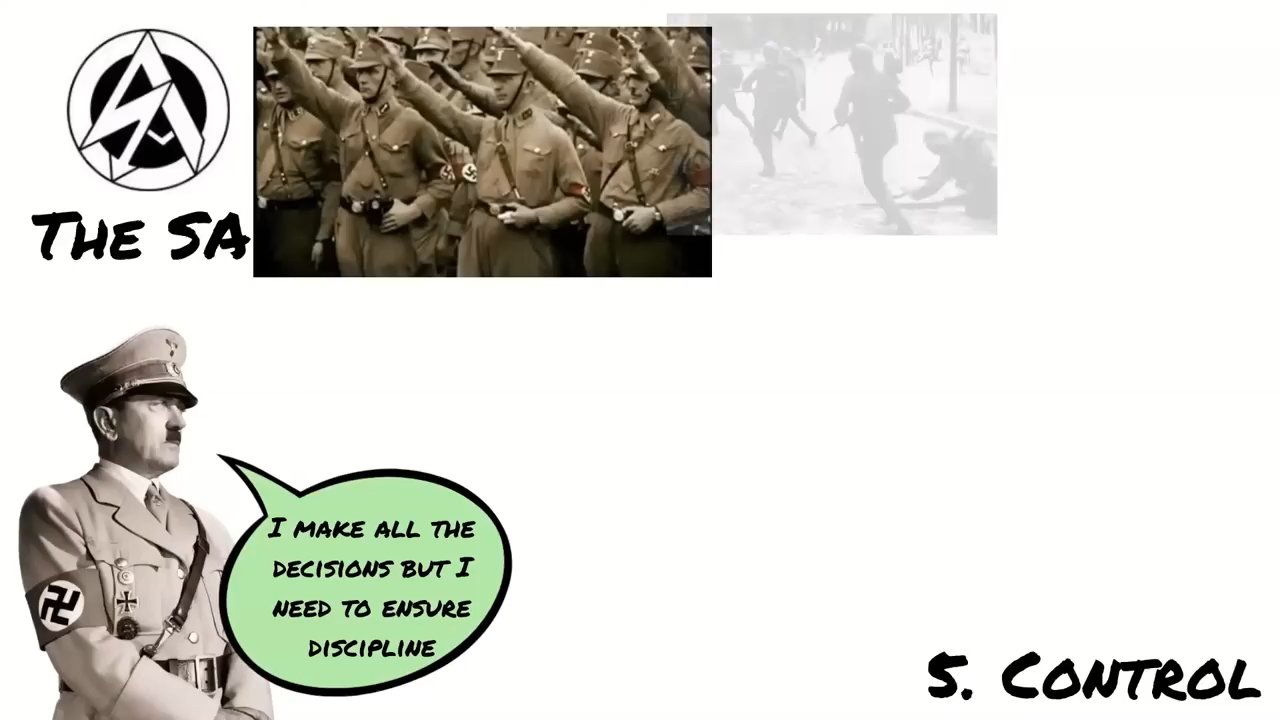 THE SA
I MAKE ALL THE
DECISIONS BUT I
NEED TO ENSURE
DISCIPLINE
5. CONTROL